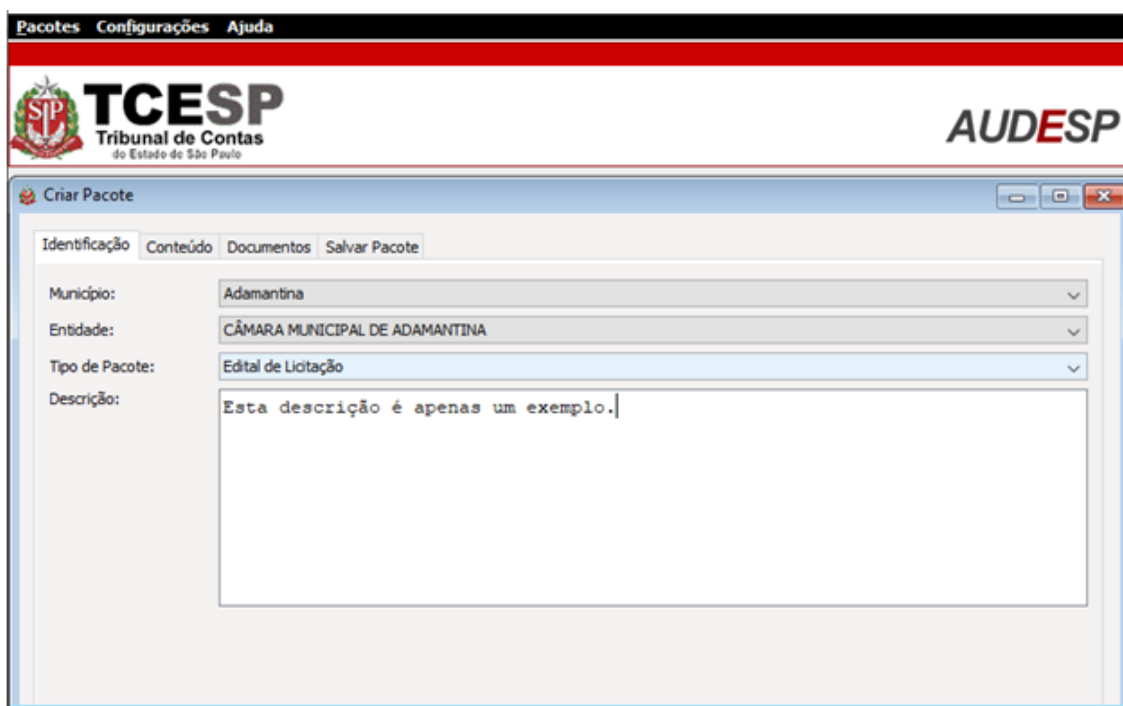 Pacotes Configurações Ajuda
SP
TCESP
Tribunal de Contas
do Estado de São Paulo
AUDESP
Criar Pacote
Identificação Conteúdo Documentos Salvar Pacote
Município: Adamantina
Entidade: CÂMARA MUNICIPAL DE ADAMANTINA
Tipo de Pacote: Edital de Licitação
Descrição: Esta descrição é apenas um exemplo.